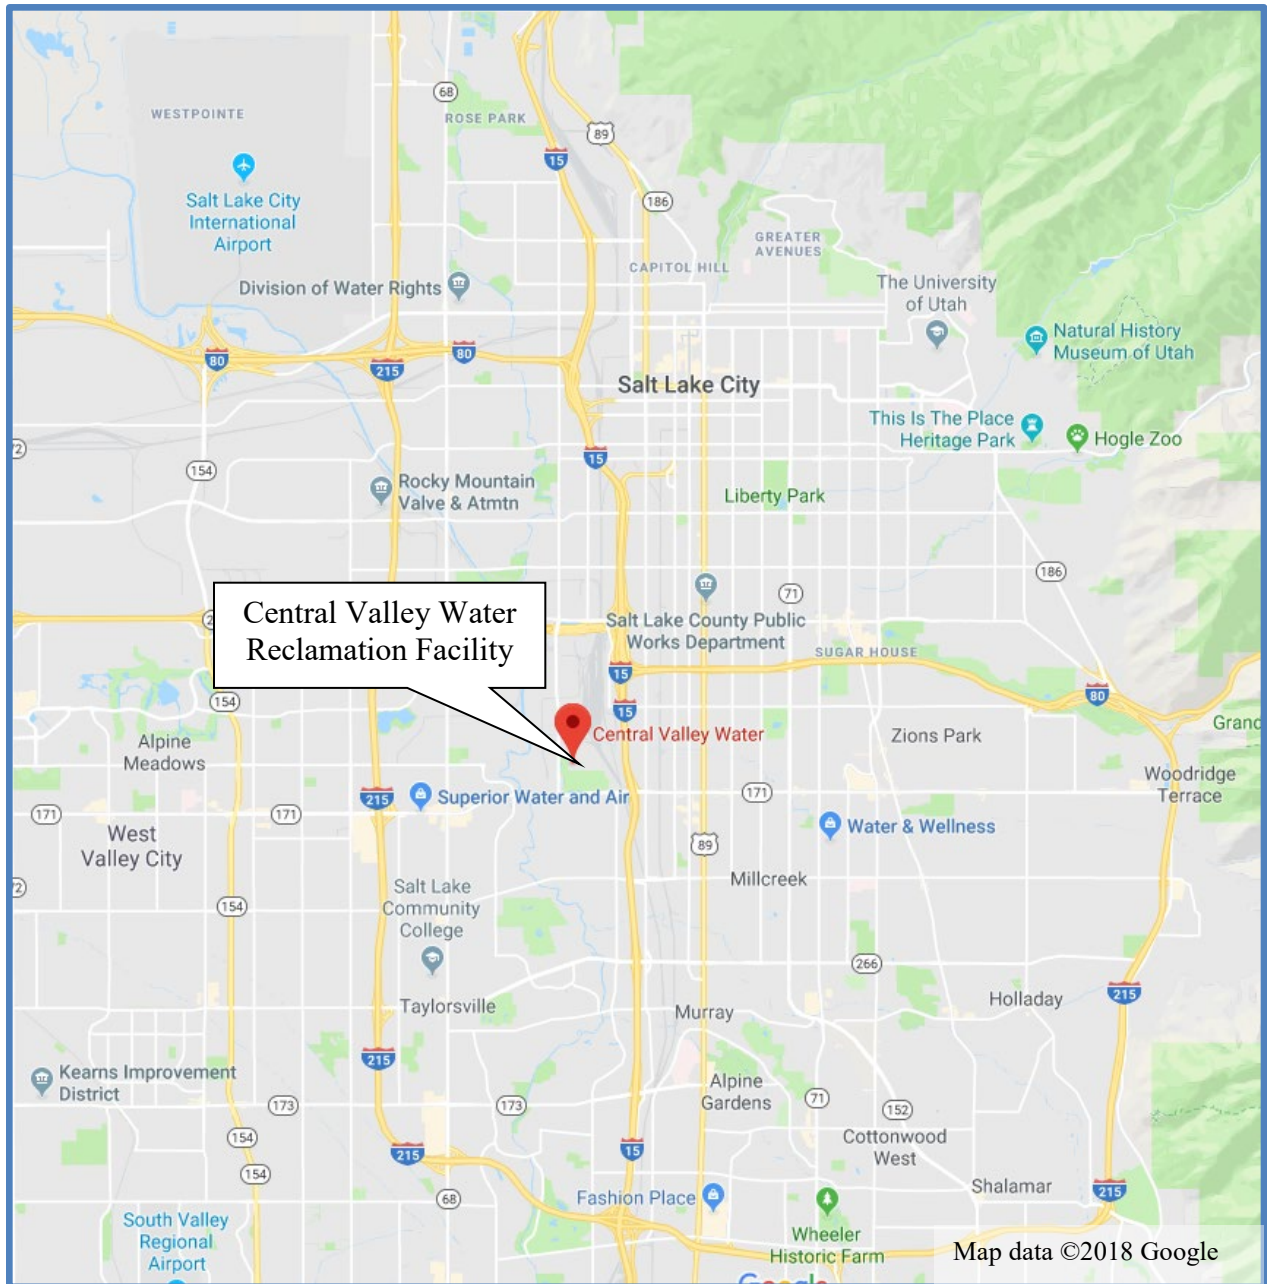 WESTPOINTE
68
ROSE PARK
89
15
Salt Lake City
International
Airport
186
GREATER
AVENUES
CAPITOL HILL
Division of Water Rights
The University
of Utah
Natural History
Museum of Utah
80
215
80
Salt Lake City
This Is The Place
Heritage Park
Hogle Zoo
15
154
Rocky Mountain
Valve & Atmtn
Liberty Park
186
71
Central Valley Water
Reclamation Facility
Salt Lake County Public
Works Department
SUGAR HOUSE
15
80
154
15
Central Valley Water
Grand
Zions Park
Alpine
Meadows
Woodridge
Terrace
171
171
215
Superior Water and Air
171
West
Valley City
Water & Wellness
89
Millcreek
Salt Lake
Community
College
154
266
215
Taylorsville
Murray
Holladay
215
Kearns Improvement
District
Alpine
Gardens
173
173
71
152
154
215
15
Cottonwood
West
154
68
Fashion Place
Shalamar
215
South Valley
Regional
Airport
Wheeler
Historic Farm
Map data ©2018 Google
Google